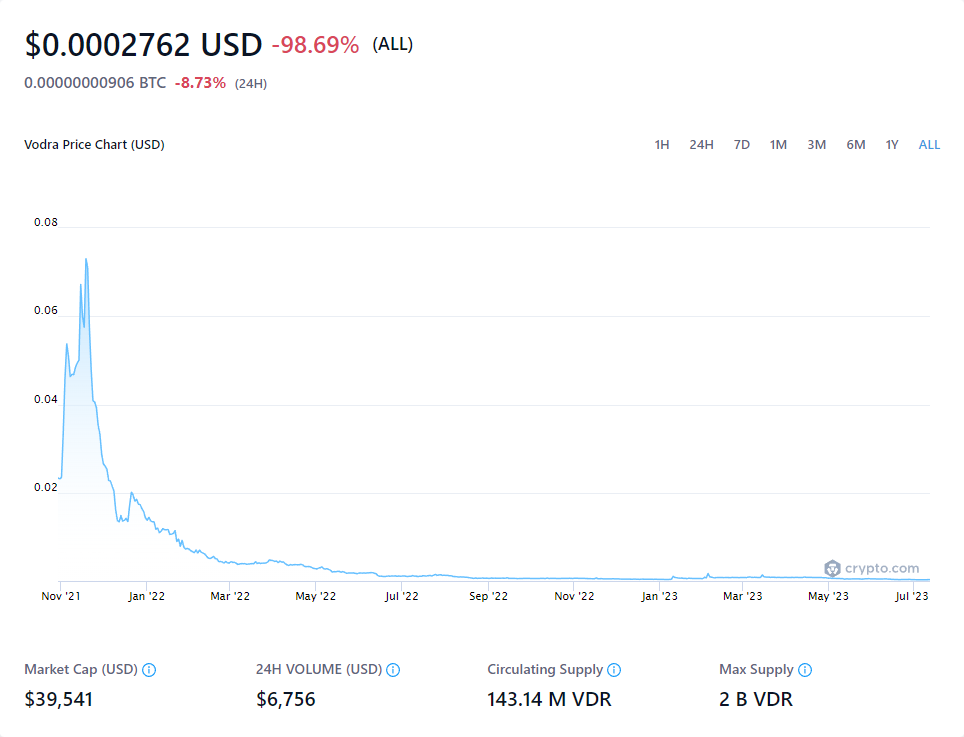 $0.0002762 USD -98.69% (ALL)
0.00000000906 BTC -8.73% (24H)
Vodra Price Chart (USD) 1H 24H 7D 1M 3M 6M 1Y ALL
0.08
0.06
0.04
0.02
crypto.com
Nov '21 Jan '22 Mar '22 May '22 Jul '22 Sep '22 Nov '22 Jan '23 Mar '23 May '23 Jul '23
Market Cap (USD) 24H VOLUME (USD) Circulating Supply Max Supply
$39,541 $6,756 143.14 M VDR 2 B VDR